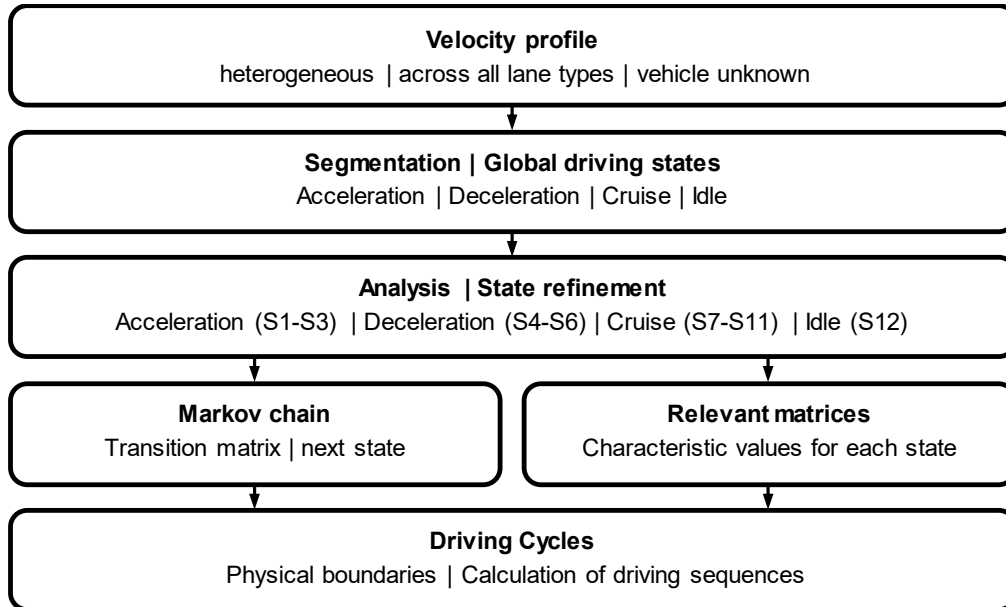 Velocity profile
heterogeneous | across all lane types | vehicle unknown
Segmentation | Global driving states
Acceleration | Deceleration | Cruise | Idle
Analysis | State refinement
Acceleration (S1-S3) | Deceleration (S4-S6) | Cruise (S7-S11) | Idle (S12)
Markov chain
Transition matrix | next state
Relevant matrices
Characteristic values for each state
Driving Cycles
Physical boundaries | Calculation of driving sequences